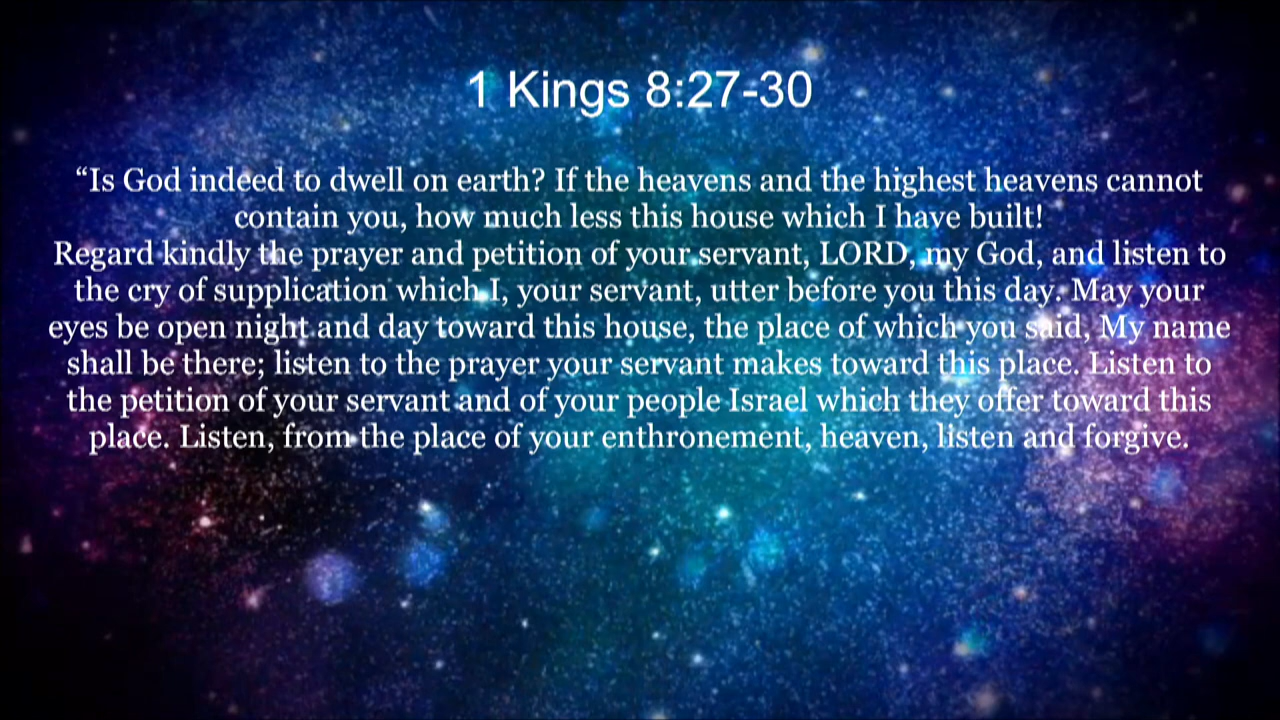 1 Kings 8:27-30
“Is God indeed to dwell on earth? If the heavens and the highest heavens cannot
contain you, how much less this house which I have built!
Regard kindly the prayer and petition of your servant, LORD, my God, and listen to
the cry of supplication which I, your servant, utter before you this day. May your
eyes be open night and day toward this house, the place of which you said, My name
shall be there; listen to the prayer your servant makes toward this place. Listen to
the petition of your servant and of your people Israel which they offer toward this
place. Listen, from the place of your enthronement, heaven, listen and forgive.